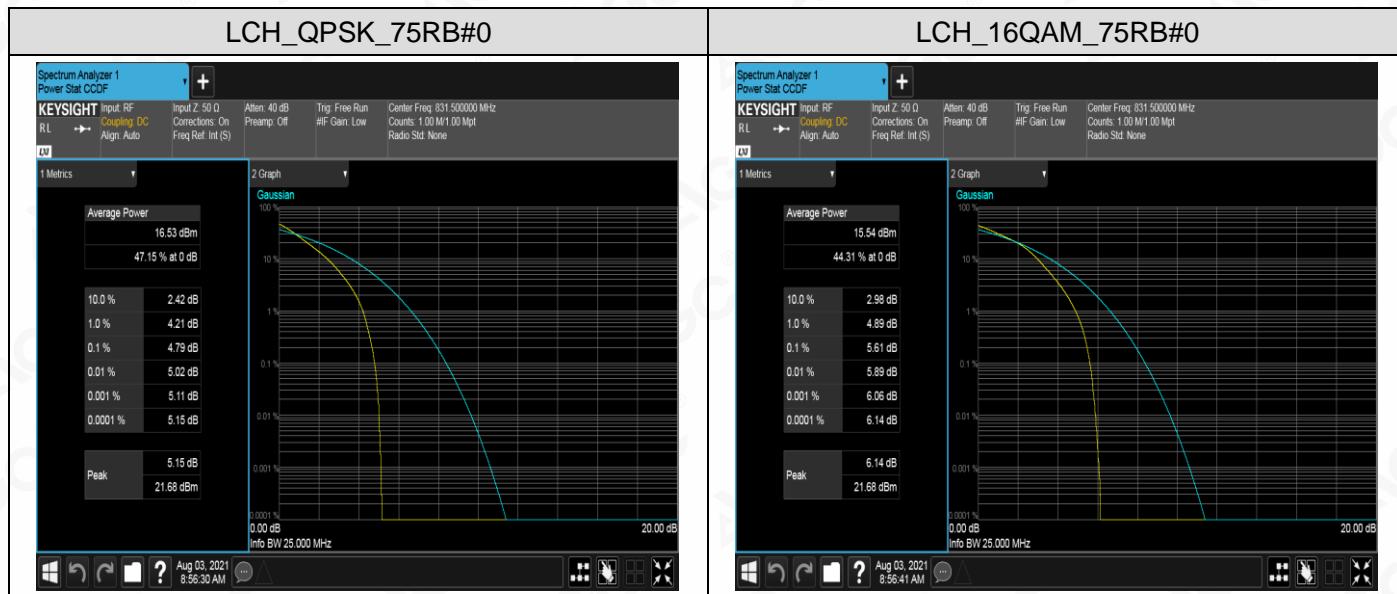 LCH_QPSK_75RB#0
LCH_16QAM_75RB#0
Spectrum Analyzer 1
Power Stat CCDF
+
KEYSIGHT
RL
LXI
Input: RF
Coupling: DC
Align: Auto
Input Z: 50 Ω
Corrections: On
Freq Ref: Int (S)
Atten: 40 dB
Preamp: Off
Trig: Free Run
#IF Gain: Low
Center Freq: 831.500000 MHz
Counts: 1.00 M/1.00 Mpt
Radio Std: None
1 Metrics
Average Power
16.53 dBm
47.15 % at 0 dB
10.0 % 2.42 dB
1.0 % 4.21 dB
0.1 % 4.79 dB
0.01 % 5.02 dB
0.001 % 5.11 dB
0.0001 % 5.15 dB
Peak
5.15 dB
21.68 dBm
2 Graph
Gaussian
100 %
10 %
1 %
0.1 %
0.01 %
0.001 %
0.0001 %
0.00 dB 20.00 dB
Info BW 25.000 MHz
?
Aug 03, 2021
8:56:30 AM
Spectrum Analyzer 1
Power Stat CCDF
+
KEYSIGHT
RL
LXI
Input: RF
Coupling: DC
Align: Auto
Input Z: 50 Ω
Corrections: On
Freq Ref: Int (S)
Atten: 40 dB
Preamp: Off
Trig: Free Run
#IF Gain: Low
Center Freq: 831.500000 MHz
Counts: 1.00 M/1.00 Mpt
Radio Std: None
1 Metrics
Average Power
15.54 dBm
44.31 % at 0 dB
10.0 % 2.98 dB
1.0 % 4.89 dB
0.1 % 5.61 dB
0.01 % 5.89 dB
0.001 % 6.06 dB
0.0001 % 6.14 dB
Peak
6.14 dB
21.68 dBm
2 Graph
Gaussian
100 %
10 %
1 %
0.1 %
0.01 %
0.001 %
0.0001 %
0.00 dB 20.00 dB
Info BW 25.000 MHz
?
Aug 03, 2021
8:56:41 AM